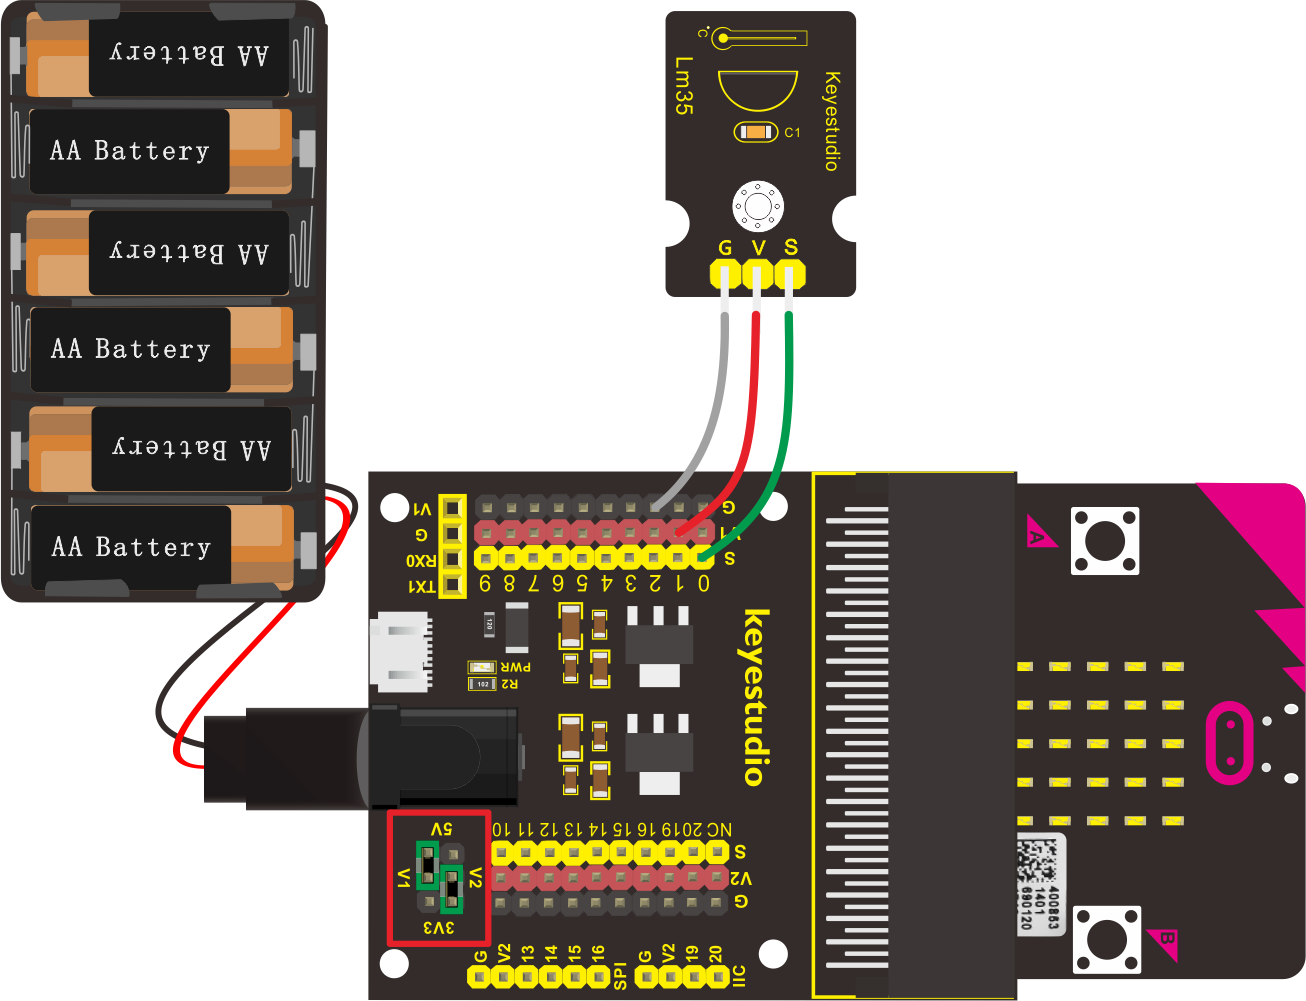 AA Battery
AA Battery
AA Battery
AA Battery
AA Battery
AA Battery
°C
Lm35
Keyestudio
C1
G V S
V1
G
RX0
TX1
G
V1
S
9 8 7 6 5 4 3 2 1 0
120
PWR
102 R2
keyestudio
A
5V
V1 V2
3V3
10 11 12 13 14 15 16 19 20 NC
S
V2
G
G V2 13 14 15 16 SPI
G V2 19 20 IIC
400863
1401
690120
B